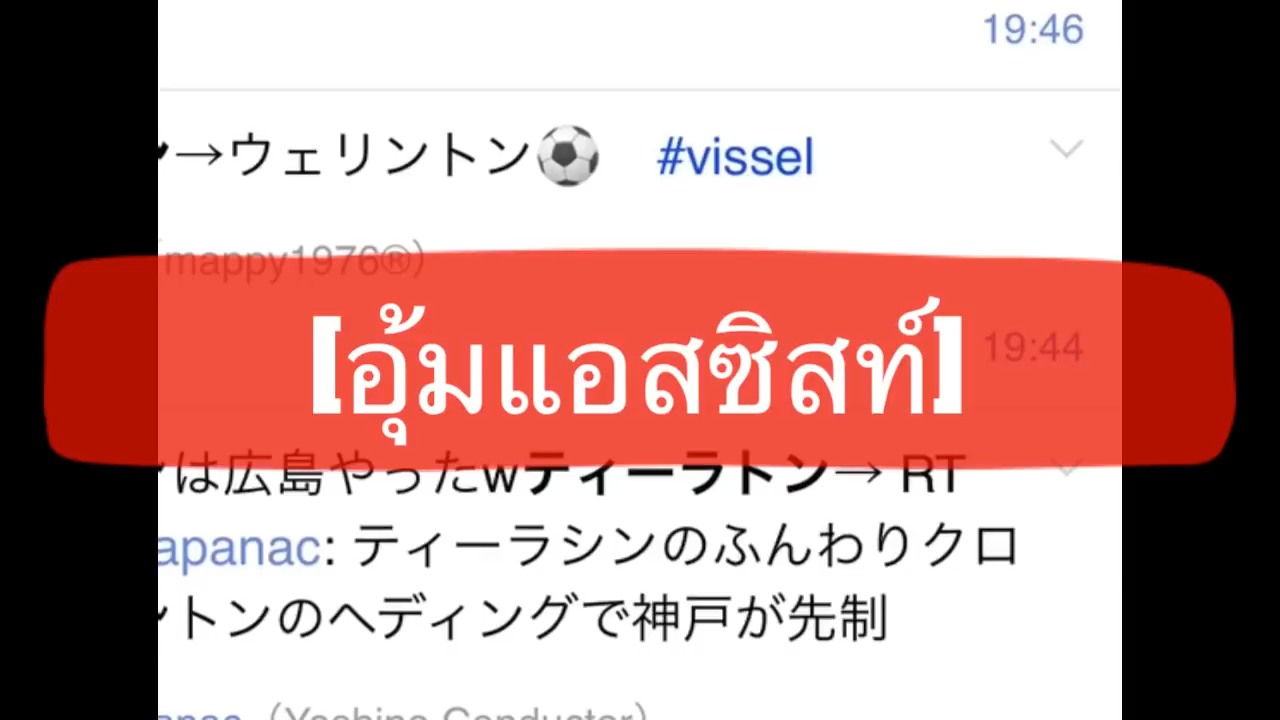 19:46
→ウェリントン⚽ #vissel
(mappy1976®)
[อุ้มแอสซิสท์]
19:44
は広島やったwティーラトン→ RT
apanac: ティーラシンのふんわりクロ
トンのヘディングで神戸が先制
(Yoshino Conductor)